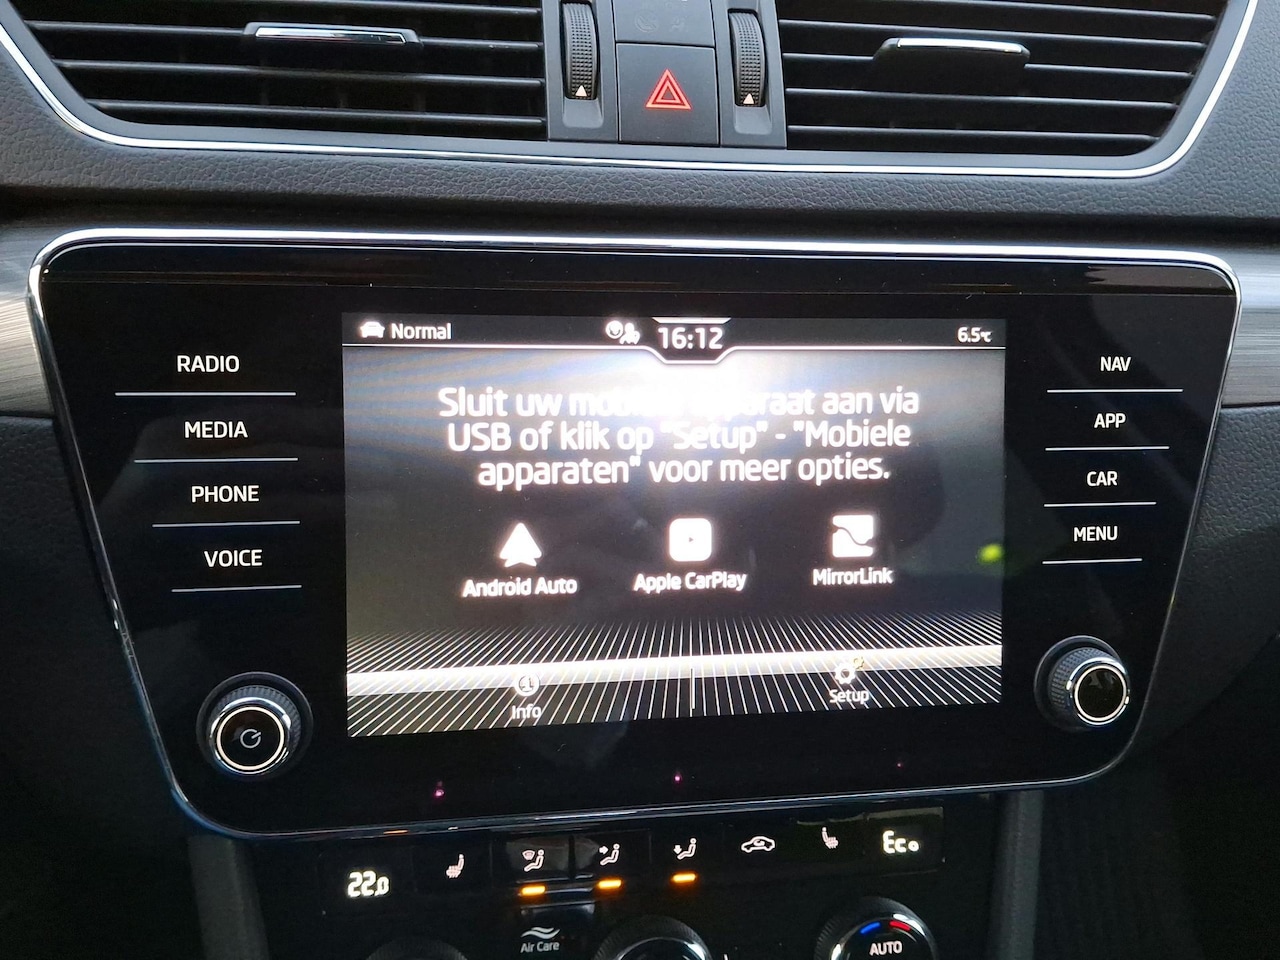 Normal
16:12
6.5℃
RADIO
MEDIA
PHONE
VOICE
Sluit uw mobiele apparaat aan via
USB of klik op "Setup" - "Mobiele
apparaten" voor meer opties.
Android Auto
Apple CarPlay
MirrorLink
Info
Setup
NAV
APP
CAR
MENU
22.0
Eco
Air Care
AUTO